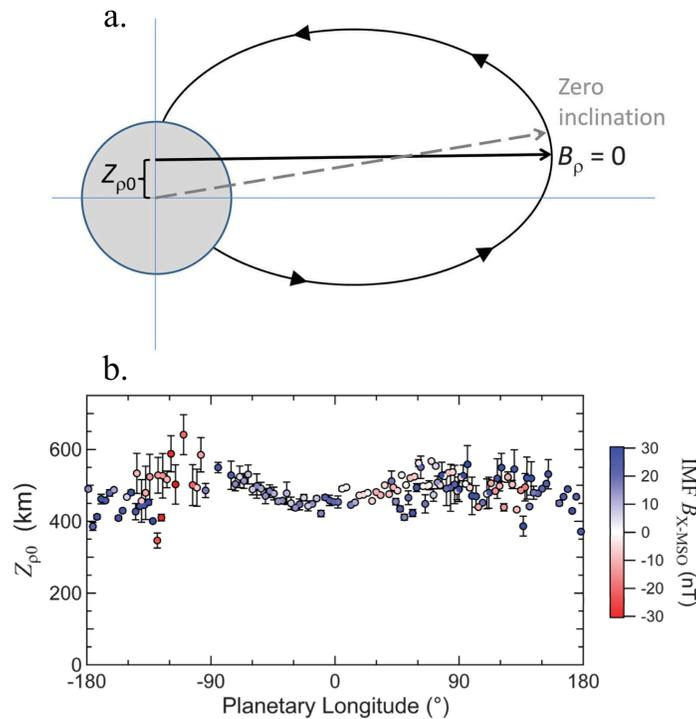 a.
Zero
inclination
Zρ0
Bρ = 0
b.
Zρ0 (km)
600
400
200
0
-180
-90
0
90
180
Planetary Longitude (°)
30
20
10
0
-10
-20
-30
IMF BX-MSO (nT)